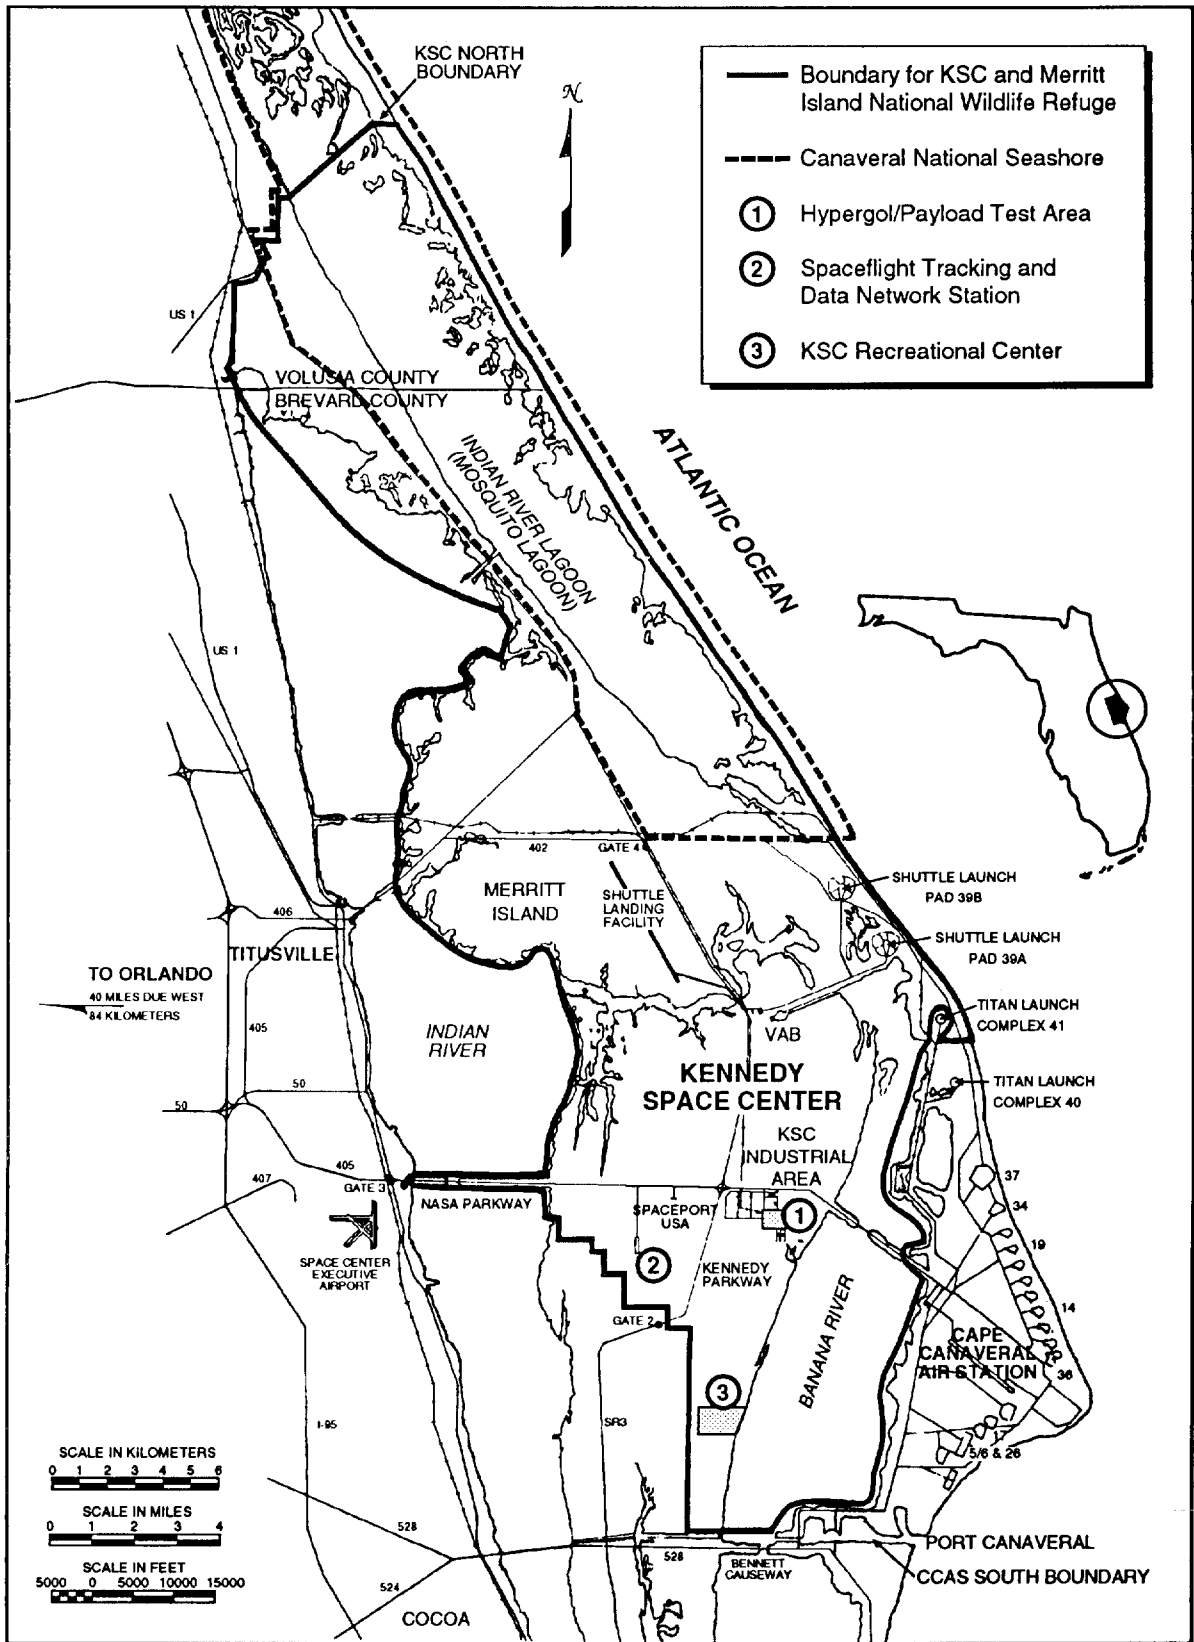 KSC NORTH
BOUNDARY
N
Boundary for KSC and Merritt
Island National Wildlife Refuge
Canaveral National Seashore
1 Hypergol/Payload Test Area
2 Spaceflight Tracking and
Data Network Station
3 KSC Recreational Center
US 1
VOLUSIA COUNTY
BREVARD COUNTY
INDIAN RIVER LAGOON
(MOSQUITO LAGOON)
ATLANTIC OCEAN
US 1
402
GATE 4
MERRITT
ISLAND
SHUTTLE
LANDING
FACILITY
SHUTTLE LAUNCH
PAD 39B
SHUTTLE LAUNCH
PAD 39A
406
TITUSVILLE
TO ORLANDO
40 MILES DUE WEST
84 KILOMETERS
405
INDIAN
RIVER
VAB
TITAN LAUNCH
COMPLEX 41
KENNEDY
SPACE CENTER
TITAN LAUNCH
COMPLEX 40
50
50
KSC
INDUSTRIAL
AREA
405
407
GATE 3
NASA PARKWAY
SPACEPORT
USA
1
37
34
19
14
36
SPACE CENTER
EXECUTIVE
AIRPORT
2
KENNEDY
PARKWAY
GATE 2
BANANA RIVER
CAPE
CANAVERAL
AIR STATION
3
I-95
SR3
5/6 & 26
SCALE IN KILOMETERS
0 1 2 3 4 5 6
SCALE IN MILES
0 1 2 3 4
SCALE IN FEET
5000 0 5000 10000 15000
528
528
524
COCOA
BENNETT
CAUSEWAY
PORT CANAVERAL
CCAS SOUTH BOUNDARY